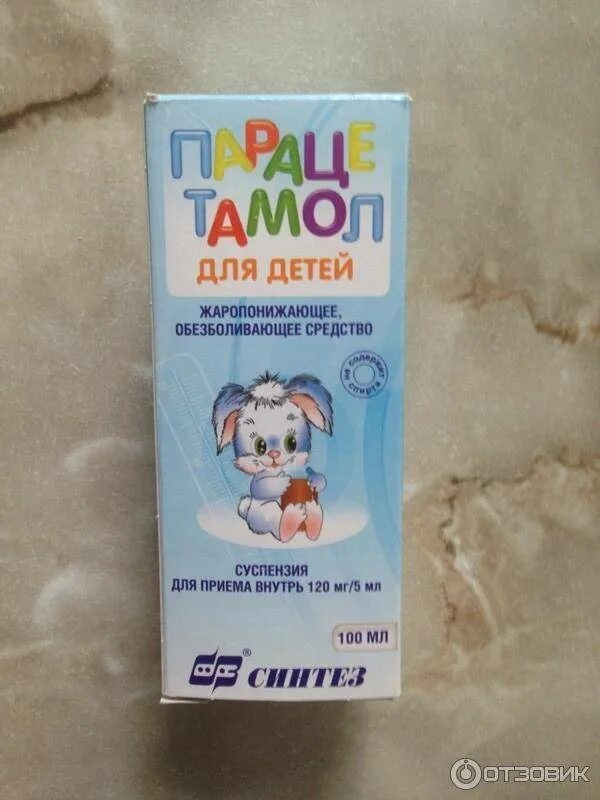 ПАРАЦЕ
ТАМОЛ
ДЛЯ ДЕТЕЙ
ЖАРОПОНИЖАЮЩЕЕ,
ОБЕЗБОЛИВАЮЩЕЕ СРЕДСТВО
не содержит
спирта
СУСПЕНЗИЯ
ДЛЯ ПРИЕМА ВНУТРЬ 120 мг/5 мл
100 МЛ
® СИНТЕЗ
ОТЗОВИК